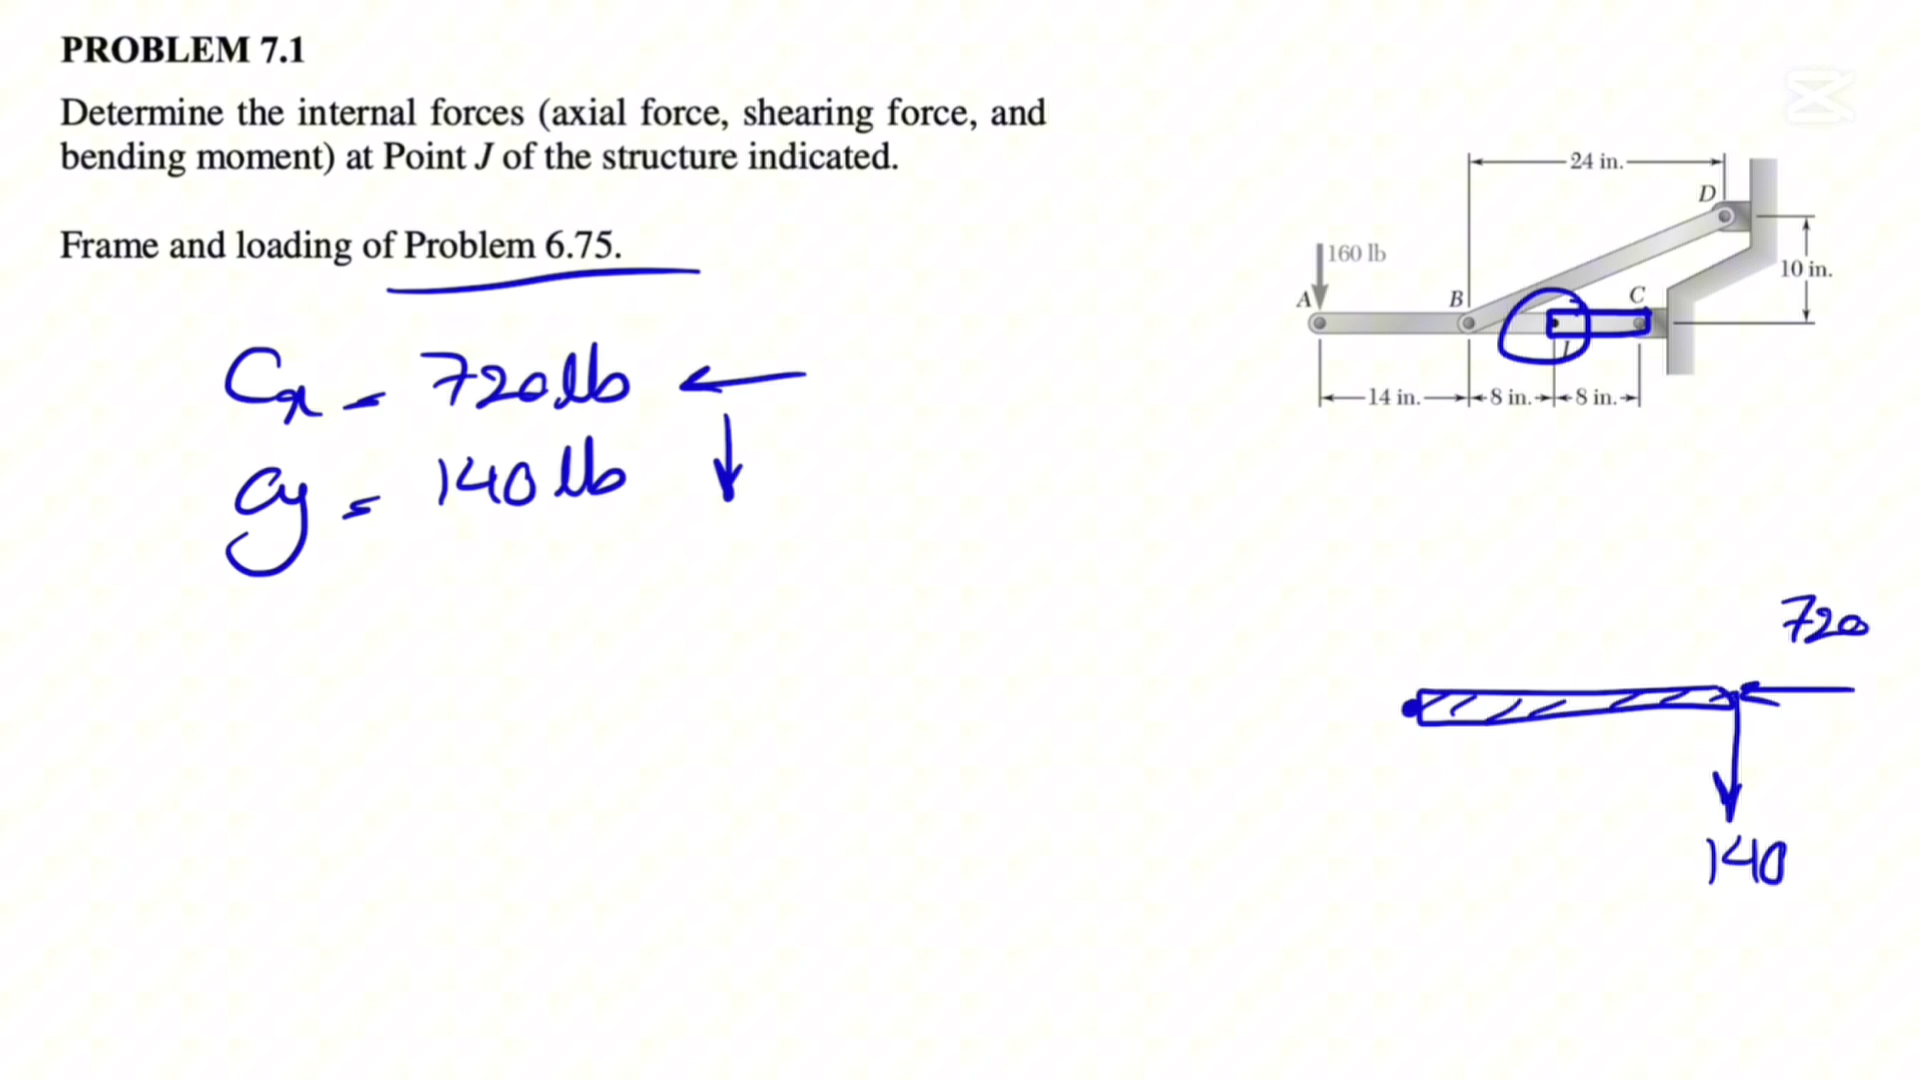 PROBLEM 7.1
Determine the internal forces (axial force, shearing force, and
bending moment) at Point J of the structure indicated.
Frame and loading of Problem 6.75.
Cx = 720 lb ←
Cy = 140 lb ↓
24 in.
D
160 lb
10 in.
A
B
C
J
14 in.
8 in.
8 in.
720
140